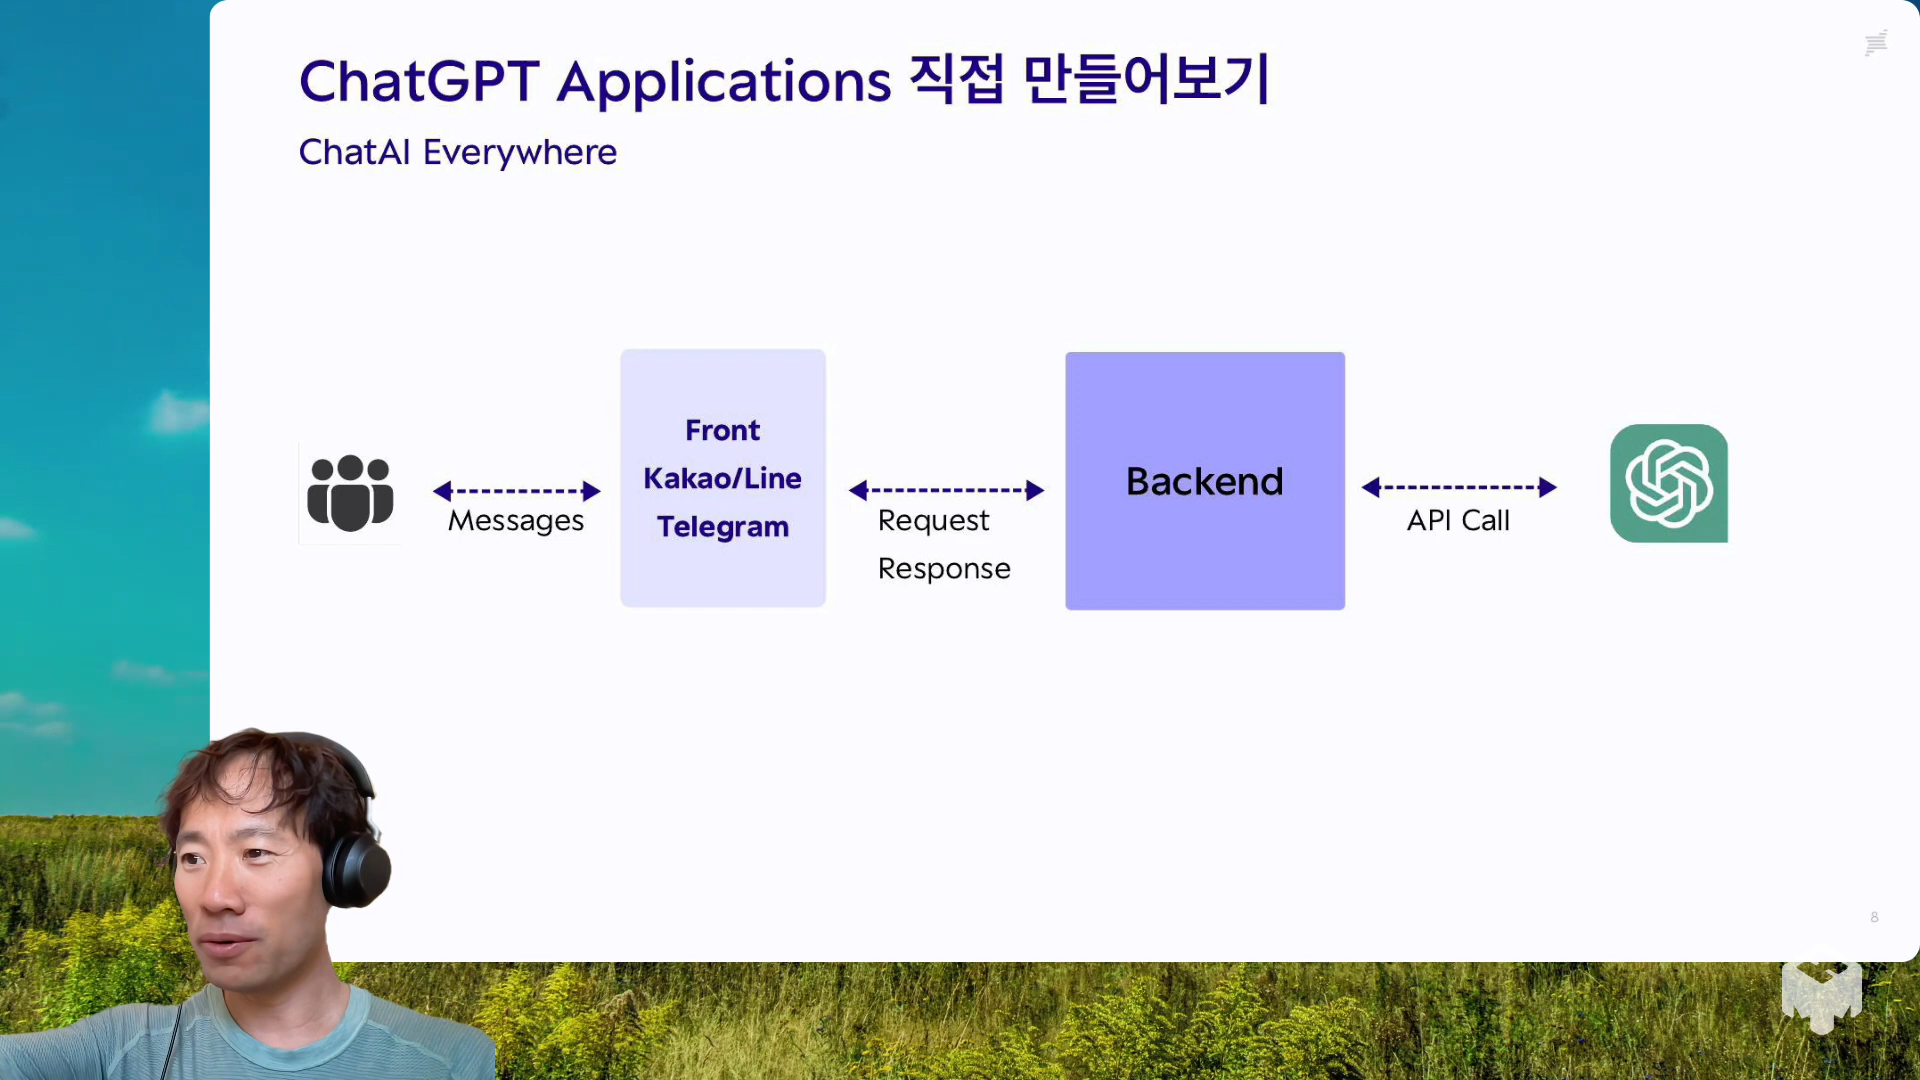 ChatGPT Applications 직접 만들어보기
ChatAI Everywhere
Messages
Front
Kakao/Line
Telegram
Request
Response
Backend
API Call
8